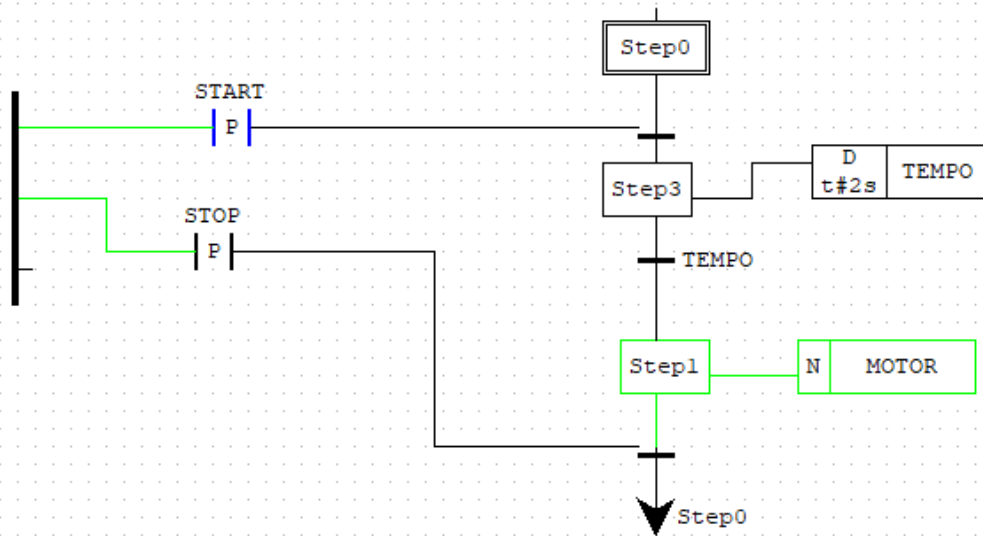 Step0
START
P
D
t#2s
TEMPO
Step3
STOP
P
TEMPO
Step1
N
MOTOR
Step0